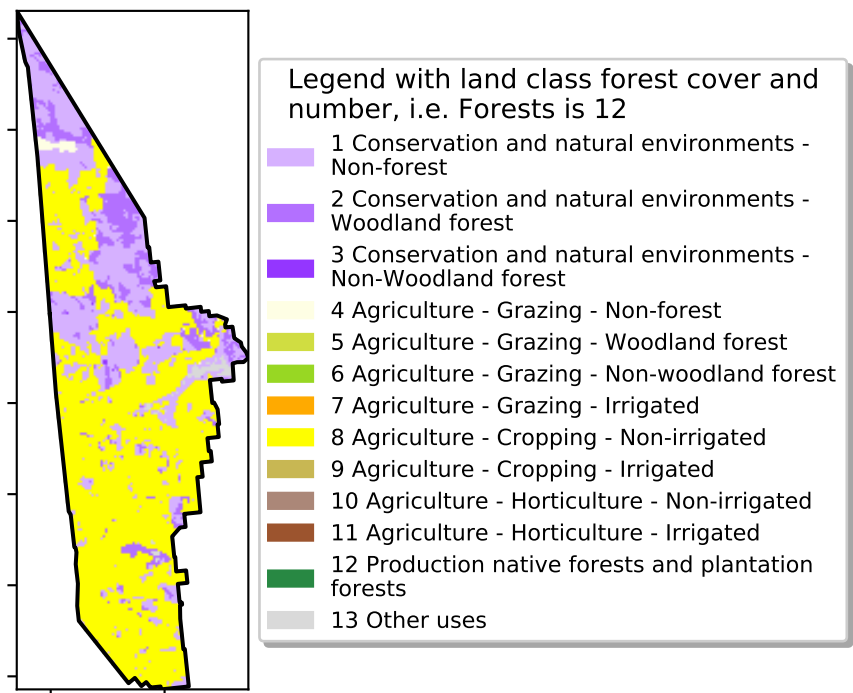 Legend with land class forest cover and
number, i.e. Forests is 12
1 Conservation and natural environments -
Non-forest
2 Conservation and natural environments -
Woodland forest
3 Conservation and natural environments -
Non-Woodland forest
4 Agriculture - Grazing - Non-forest
5 Agriculture - Grazing - Woodland forest
6 Agriculture - Grazing - Non-woodland forest
7 Agriculture - Grazing - Irrigated
8 Agriculture - Cropping - Non-irrigated
9 Agriculture - Cropping - Irrigated
10 Agriculture - Horticulture - Non-irrigated
11 Agriculture - Horticulture - Irrigated
12 Production native forests and plantation
forests
13 Other uses